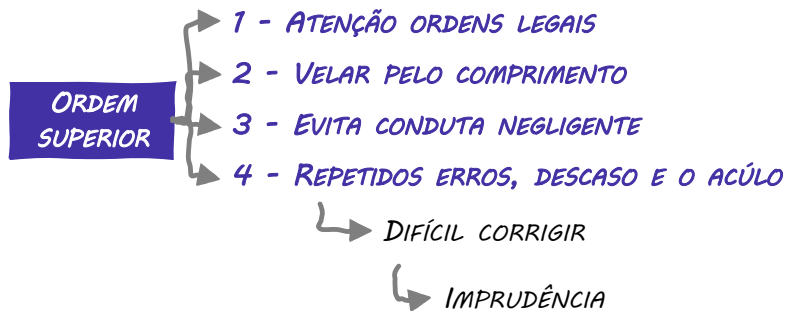 Ordem
superior
1 - Atenção ordens legais
2 - Velar pelo comprimento
3 - Evita conduta negligente
4 - Repetidos erros, descaso e o acúlo
Difícil corrigir
Imprudência